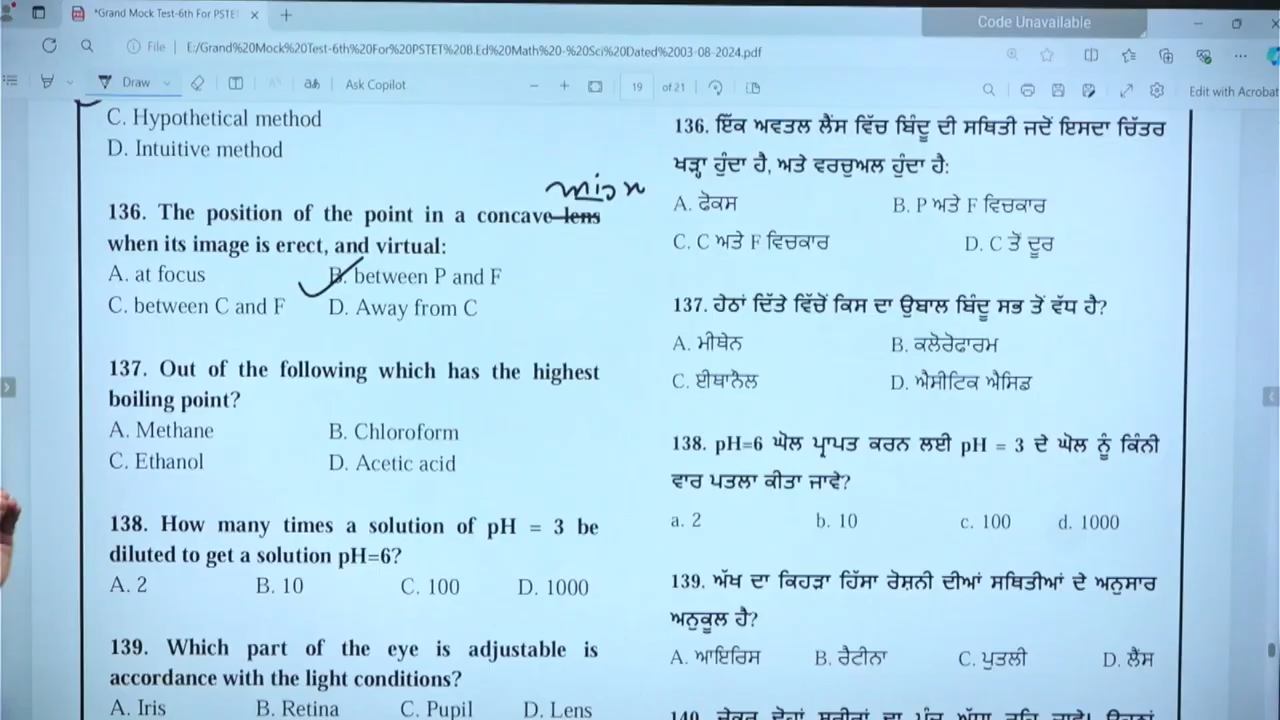 *Grand Mock Test-6th For PSTET
Code Unavailable
File
E:/Grand%20Mock%20Test-6th%20For%20PSTET%20B.Ed%20Math%20-%20Sci%20Dated%2003-08-2024.pdf
Draw
Ask Copilot
19
of 21
Edit with Acrobat
C. Hypothetical method
D. Intuitive method
136. The position of the point in a concave lens
when its image is erect, and virtual:
A. at focus B. between P and F
C. between C and F D. Away from C
137. Out of the following which has the highest
boiling point?
A. Methane B. Chloroform
C. Ethanol D. Acetic acid
138. How many times a solution of pH = 3 be
diluted to get a solution pH=6?
A. 2 B. 10 C. 100 D. 1000
139. Which part of the eye is adjustable is
accordance with the light conditions?
A. Iris B. Retina C. Pupil D. Lens
136. ਇੱਕ ਅਵਤਲ ਲੈਂਸ ਵਿੱਚ ਬਿੰਦੂ ਦੀ ਸਥਿਤੀ ਜਦੋਂ ਇਸਦਾ ਚਿੱਤਰ
ਖੜ੍ਹਾ ਹੁੰਦਾ ਹੈ, ਅਤੇ ਵਰਚੁਅਲ ਹੁੰਦਾ ਹੈ:
A. ਫੋਕਸ B. P ਅਤੇ F ਵਿਚਕਾਰ
C. C ਅਤੇ F ਵਿਚਕਾਰ D. C ਤੋਂ ਦੂਰ
137. ਹੇਠਾਂ ਦਿੱਤੇ ਵਿੱਚੋਂ ਕਿਸ ਦਾ ਉਬਾਲ ਬਿੰਦੂ ਸਭ ਤੋਂ ਵੱਧ ਹੈ?
A. ਮੀਥੇਨ B. ਕਲੋਰੋਫਾਰਮ
C. ਈਥਾਨੈਲ D. ਐਸੀਟਿਕ ਐਸਿਡ
138. pH=6 ਘੋਲ ਪ੍ਰਾਪਤ ਕਰਨ ਲਈ pH = 3 ਦੇ ਘੋਲ ਨੂੰ ਕਿੰਨੀ
ਵਾਰ ਪਤਲਾ ਕੀਤਾ ਜਾਵੇ?
a. 2 b. 10 c. 100 d. 1000
139. ਅੱਖ ਦਾ ਕਿਹੜਾ ਹਿੱਸਾ ਰੋਸ਼ਨੀ ਦੀਆਂ ਸਥਿਤੀਆਂ ਦੇ ਅਨੁਸਾਰ
ਅਨੁਕੂਲ ਹੈ?
A. ਆਇਰਿਸ B. ਰੈਟੀਨਾ C. ਪੁਤਲੀ D. ਲੈਂਸ